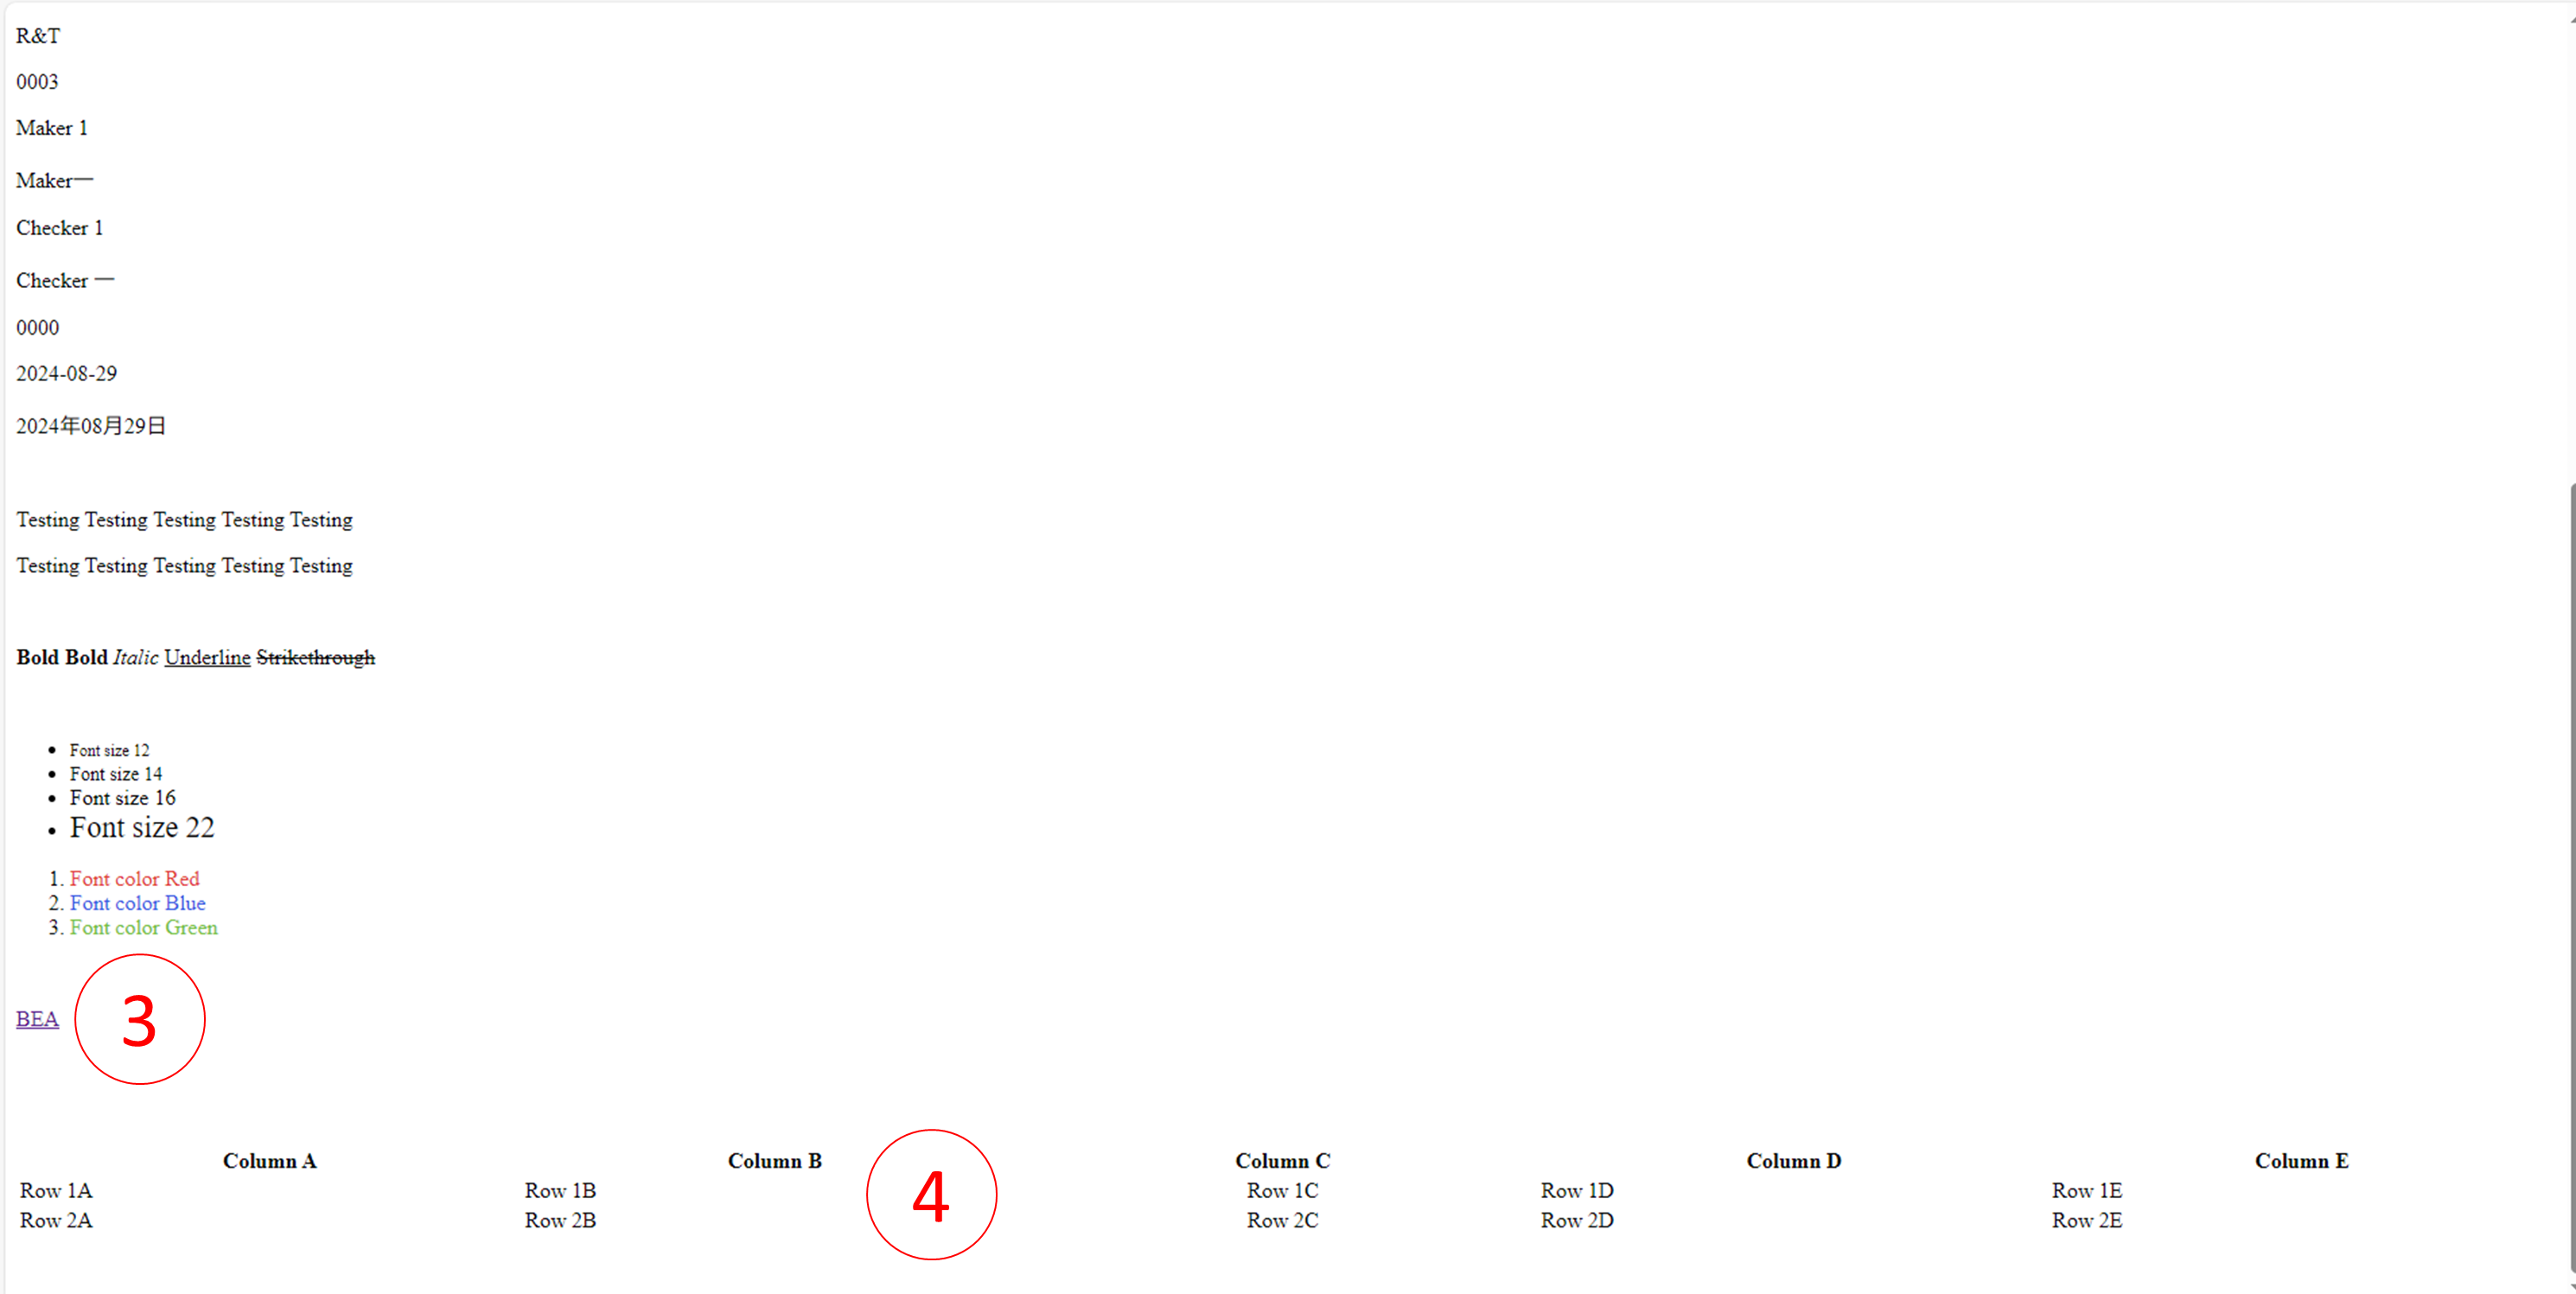 R&T
0003
Maker 1
Maker一
Checker 1
Checker 一
0000
2024-08-29
2024年08月29日
Testing Testing Testing Testing Testing
Testing Testing Testing Testing Testing
Bold Bold Italic Underline Strikethrough
• Font size 12
• Font size 14
• Font size 16
• Font size 22
1. Font color Red
2. Font color Blue
3. Font color Green
BEA 3
4
Column A Column B Column C Column D Column E
Row 1A Row 1B Row 1C Row 1D Row 1E
Row 2A Row 2B Row 2C Row 2D Row 2E